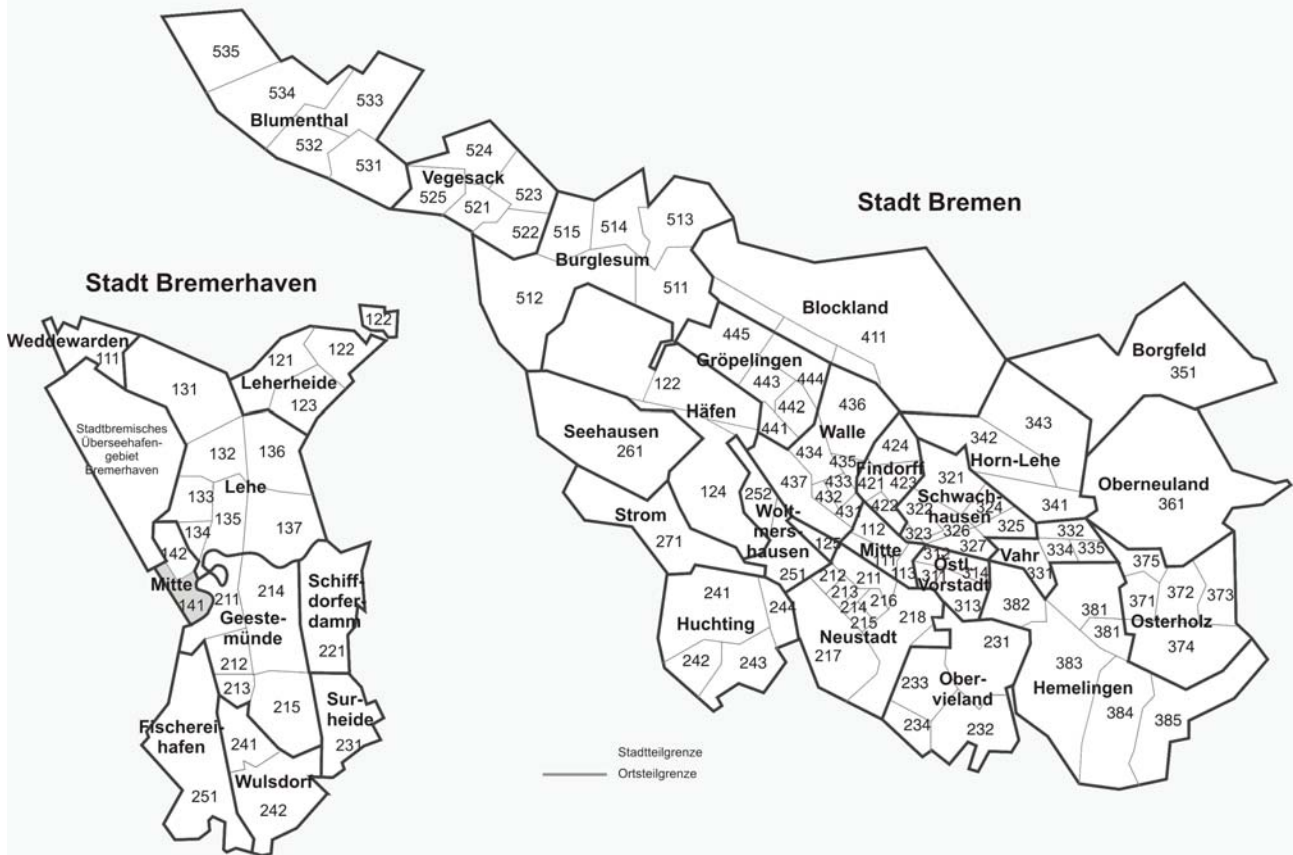 535
534
533
Blumenthal
532
531
524
Vegesack
525
521
523
522
515
514
513
Burglesum
512
511
Stadt Bremen
Stadt Bremerhaven
Weddewarden
111
122
121
122
Leherheide
123
131
Stadtbremisches
Überseehafen-
gebiet
Bremerhaven
132
136
Lehe
133
135
134
137
142
Mitte
141
211
214
Geeste-
münde
Schiff-
dorfer-
damm
221
212
213
215
Sur-
heide
231
Fischerei-
hafen
251
241
Wulsdorf
242
Blockland
411
445
Gröpelingen
443
444
442
441
122
Häfen
Seehausen
261
Strom
271
124
252
Wolt-
mers-
hausen
125
251
436
Walle
434
435
437
433
432
431
424
Findorff
421
423
422
Borgfeld
351
343
342
Horn-Lehe
341
Oberneuland
361
321
Schwach-
hausen
322
324
323
326
325
327
332
Vahr
334
335
331
112
Mitte
111
113
312
Östl.
Vorstadt
311
314
313
241
Huchting
244
242
243
212
211
213
214
216
215
218
Neustadt
217
231
233
Ober-
vieland
234
232
382
381
381
383
Hemelingen
384
385
375
371
372
373
Osterholz
374
Stadtteilgrenze
Ortsteilgrenze